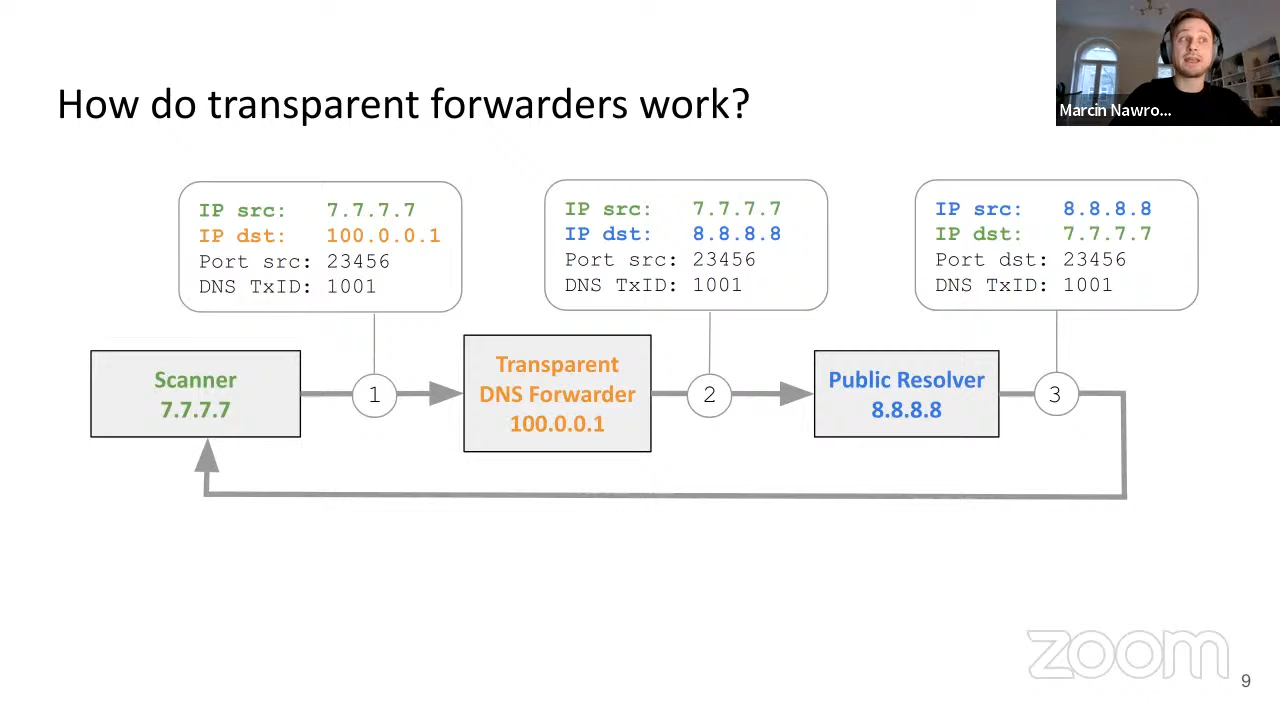 Marcin Nawro...
How do transparent forwarders work?
IP src: 7.7.7.7
IP dst: 100.0.0.1
Port src: 23456
DNS TxID: 1001
IP src: 7.7.7.7
IP dst: 8.8.8.8
Port src: 23456
DNS TxID: 1001
IP src: 8.8.8.8
IP dst: 7.7.7.7
Port dst: 23456
DNS TxID: 1001
Scanner
7.7.7.7
1
Transparent
DNS Forwarder
100.0.0.1
2
Public Resolver
8.8.8.8
3
zoom
9